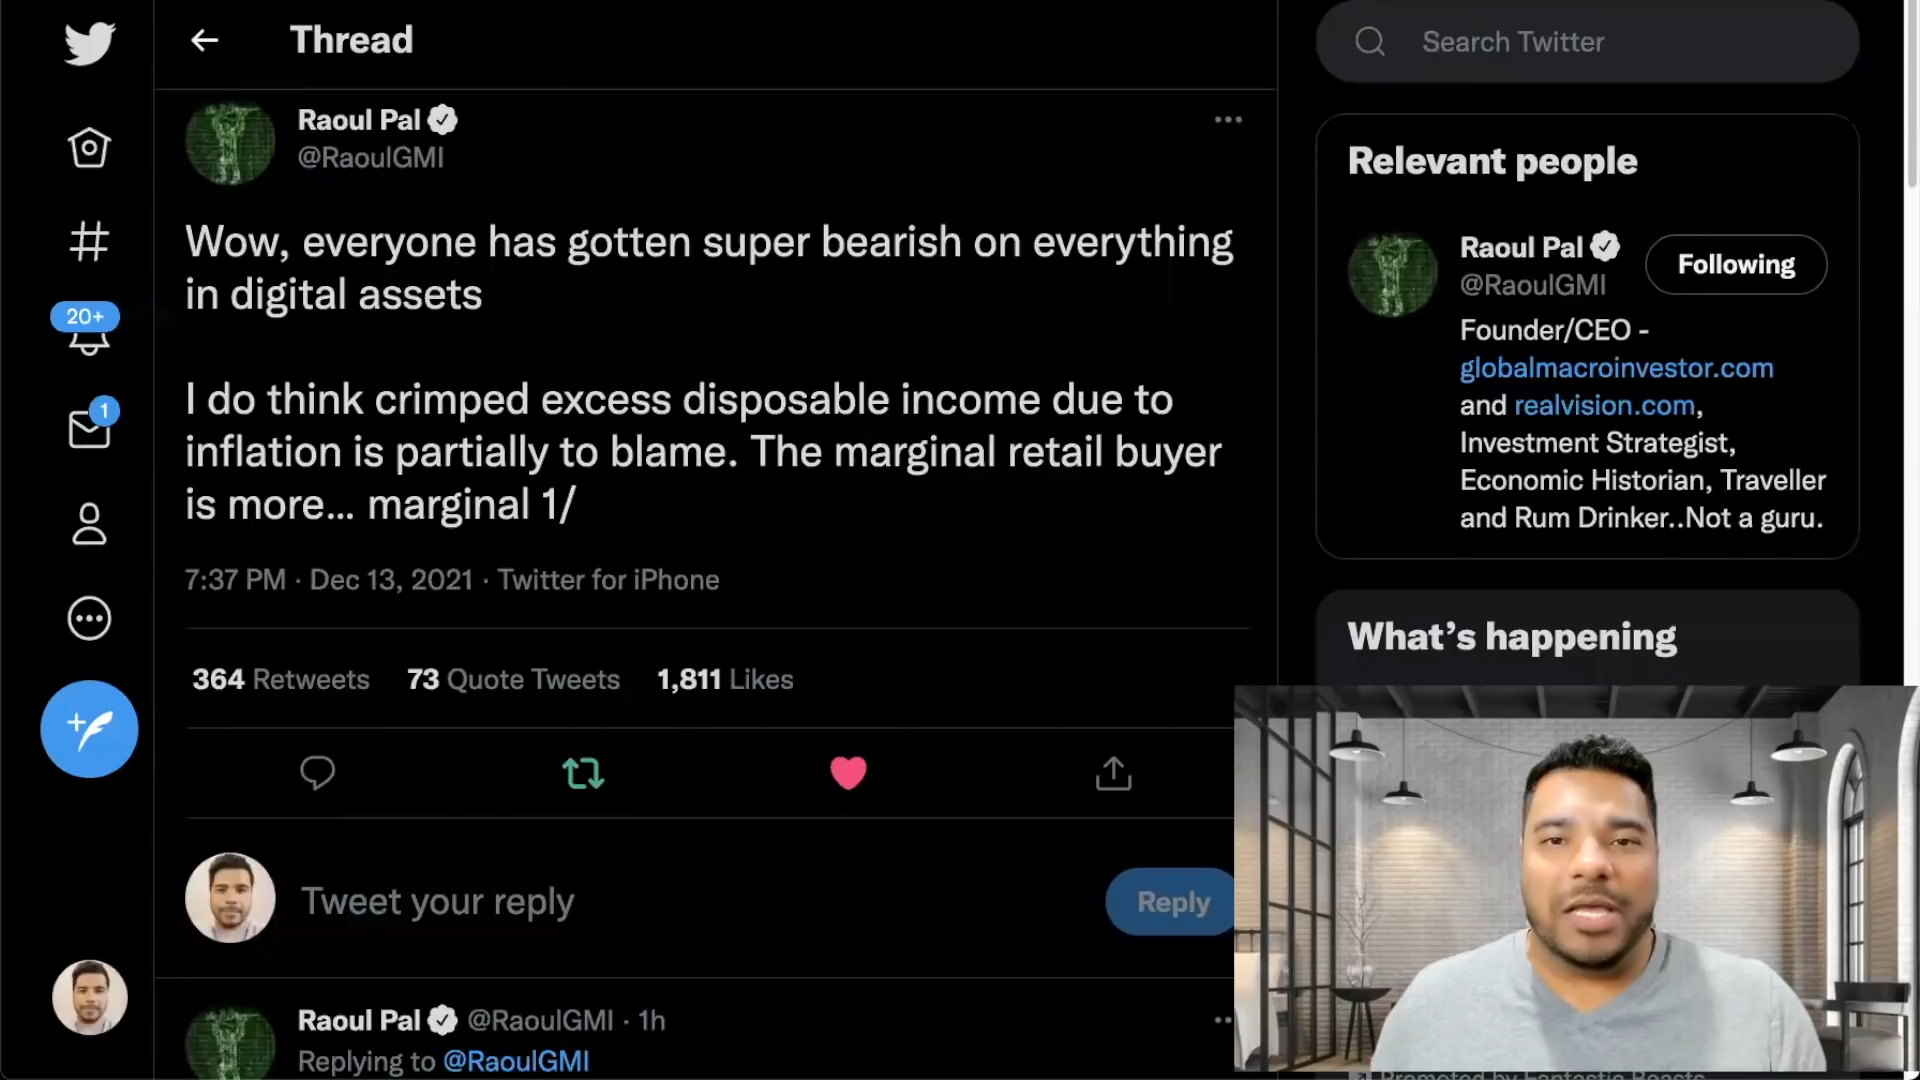 Thread
Search Twitter
Raoul Pal
@RaoulGMI
Wow, everyone has gotten super bearish on everything
in digital assets
I do think crimped excess disposable income due to
inflation is partially to blame. The marginal retail buyer
is more... marginal 1/
7:37 PM · Dec 13, 2021 · Twitter for iPhone
364 Retweets 73 Quote Tweets 1,811 Likes
Tweet your reply
Reply
Raoul Pal @RaoulGMI · 1h
Replying to @RaoulGMI
20+
1
Relevant people
Raoul Pal
@RaoulGMI
Following
Founder/CEO -
globalmacroinvestor.com
and realvision.com,
Investment Strategist,
Economic Historian, Traveller
and Rum Drinker..Not a guru.
What's happening
Promoted by Fantastic Beasts